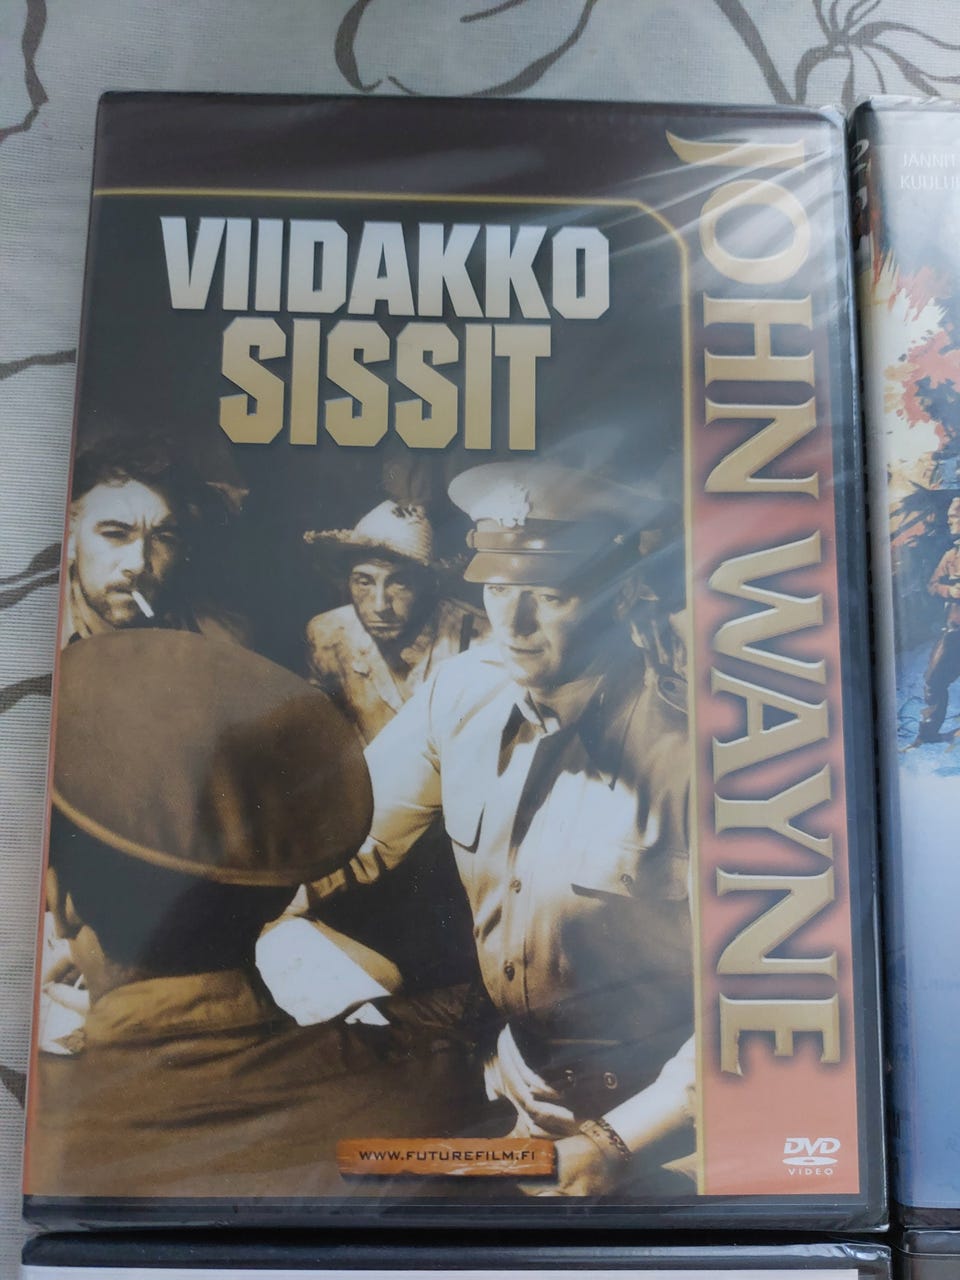 VIIDAKKO
SISSIT
JOHN WAYNE
WWW.FUTUREFILM.FI
DVD
VIDEO